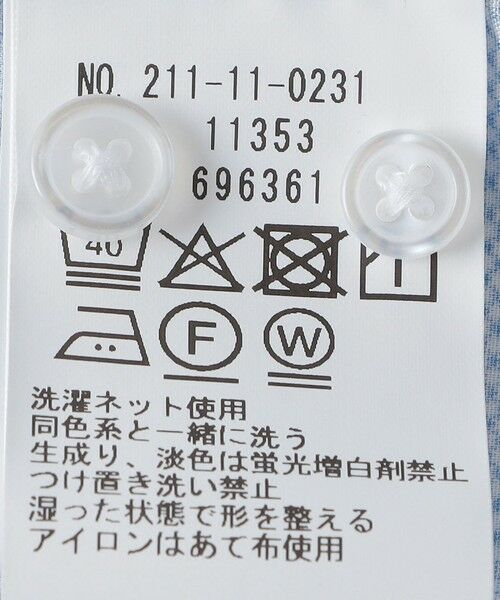 NO. 211-11-0231
11353
696361
40
F W
洗濯ネット使用
同色系と一緒に洗う
生成り、淡色は蛍光増白剤禁止
つけ置き洗い禁止
湿った状態で形を整える
アイロンはあて布使用